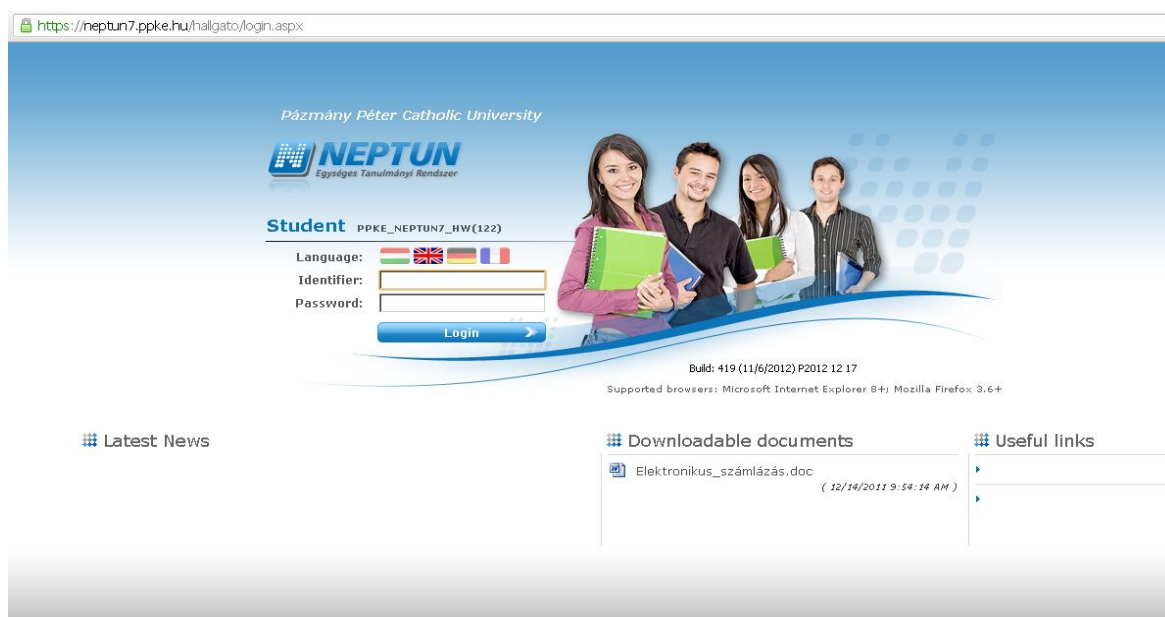 https://neptun7.ppke.hu/hallgato/login.aspx
Pázmány Péter Catholic University
NEPTUN
Egységes Tanulmányi Rendszer
Student PPKE_NEPTUN7_HW(122)
Language:
Identifier:
Password:
Login
Build: 419 (11/6/2012) P2012 12 17
Supported browsers: Microsoft Internet Explorer 8+; Mozilla Firefox 3.6+
Latest News
Downloadable documents
Elektronikus_számlázás.doc
( 12/14/2011 9:54:14 AM )
Useful links